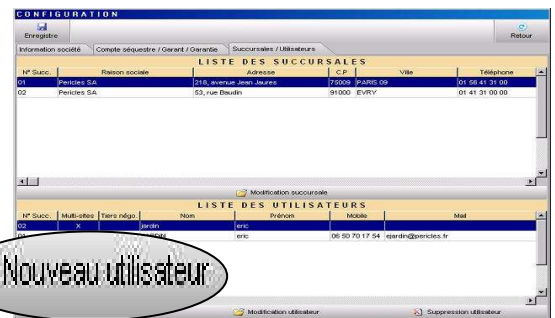 CONFIGURATION
Enregistre
Retour
Information société
Compte séquestre / Garant / Garantie
Succursales / Utilisateurs
LISTE DES SUCCURSALES
N° Succ. Raison sociale Adresse C.P Ville Téléphone
01 Pericles SA 218, avenue Jean Jaures 75009 PARIS 09 01 56 41 31 00
02 Pericles SA 53, rue Baudin 91000 EVRY 01 41 31 00 00
Modification succursale
LISTE DES UTILISATEURS
N° Succ. Multi-sites Tiers négo. Nom Prénom Mobile Mail
02 X jardin eric
eric 06 50 70 17 54 ejardin@pericles.fr
Nouveau utilisateur
Modification utilisateur
Suppression utilisateur